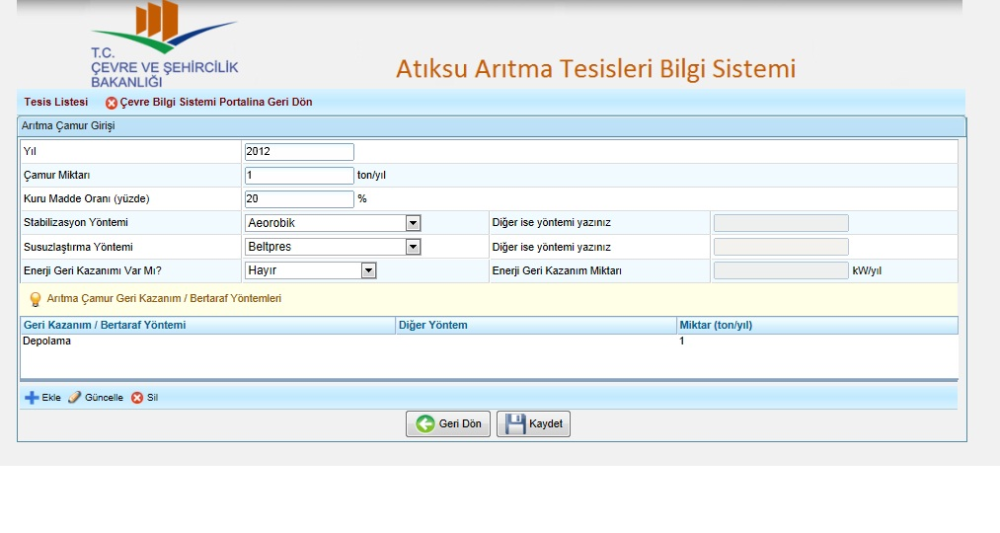 T.C.
ÇEVRE VE ŞEHİRCİLİK
BAKANLIĞI
Atıksu Arıtma Tesisleri Bilgi Sistemi
Tesis Listesi Çevre Bilgi Sistemi Portalina Geri Dön
Arıtma Çamur Girişi
Yıl 2012
Çamur Miktarı 1 ton/yıl
Kuru Madde Oranı (yüzde) 20 %
Stabilizasyon Yöntemi Aeorobik Diğer ise yöntemi yazınız
Susuzlaştırma Yöntemi Beltpres Diğer ise yöntemi yazınız
Enerji Geri Kazanımı Var Mı? Hayır Enerji Geri Kazanım Miktarı kW/yıl
Arıtma Çamur Geri Kazanım / Bertaraf Yöntemleri
Geri Kazanım / Bertaraf Yöntemi Diğer Yöntem Miktar (ton/yıl)
Depolama 1
Ekle Güncelle Sil
Geri Dön Kaydet